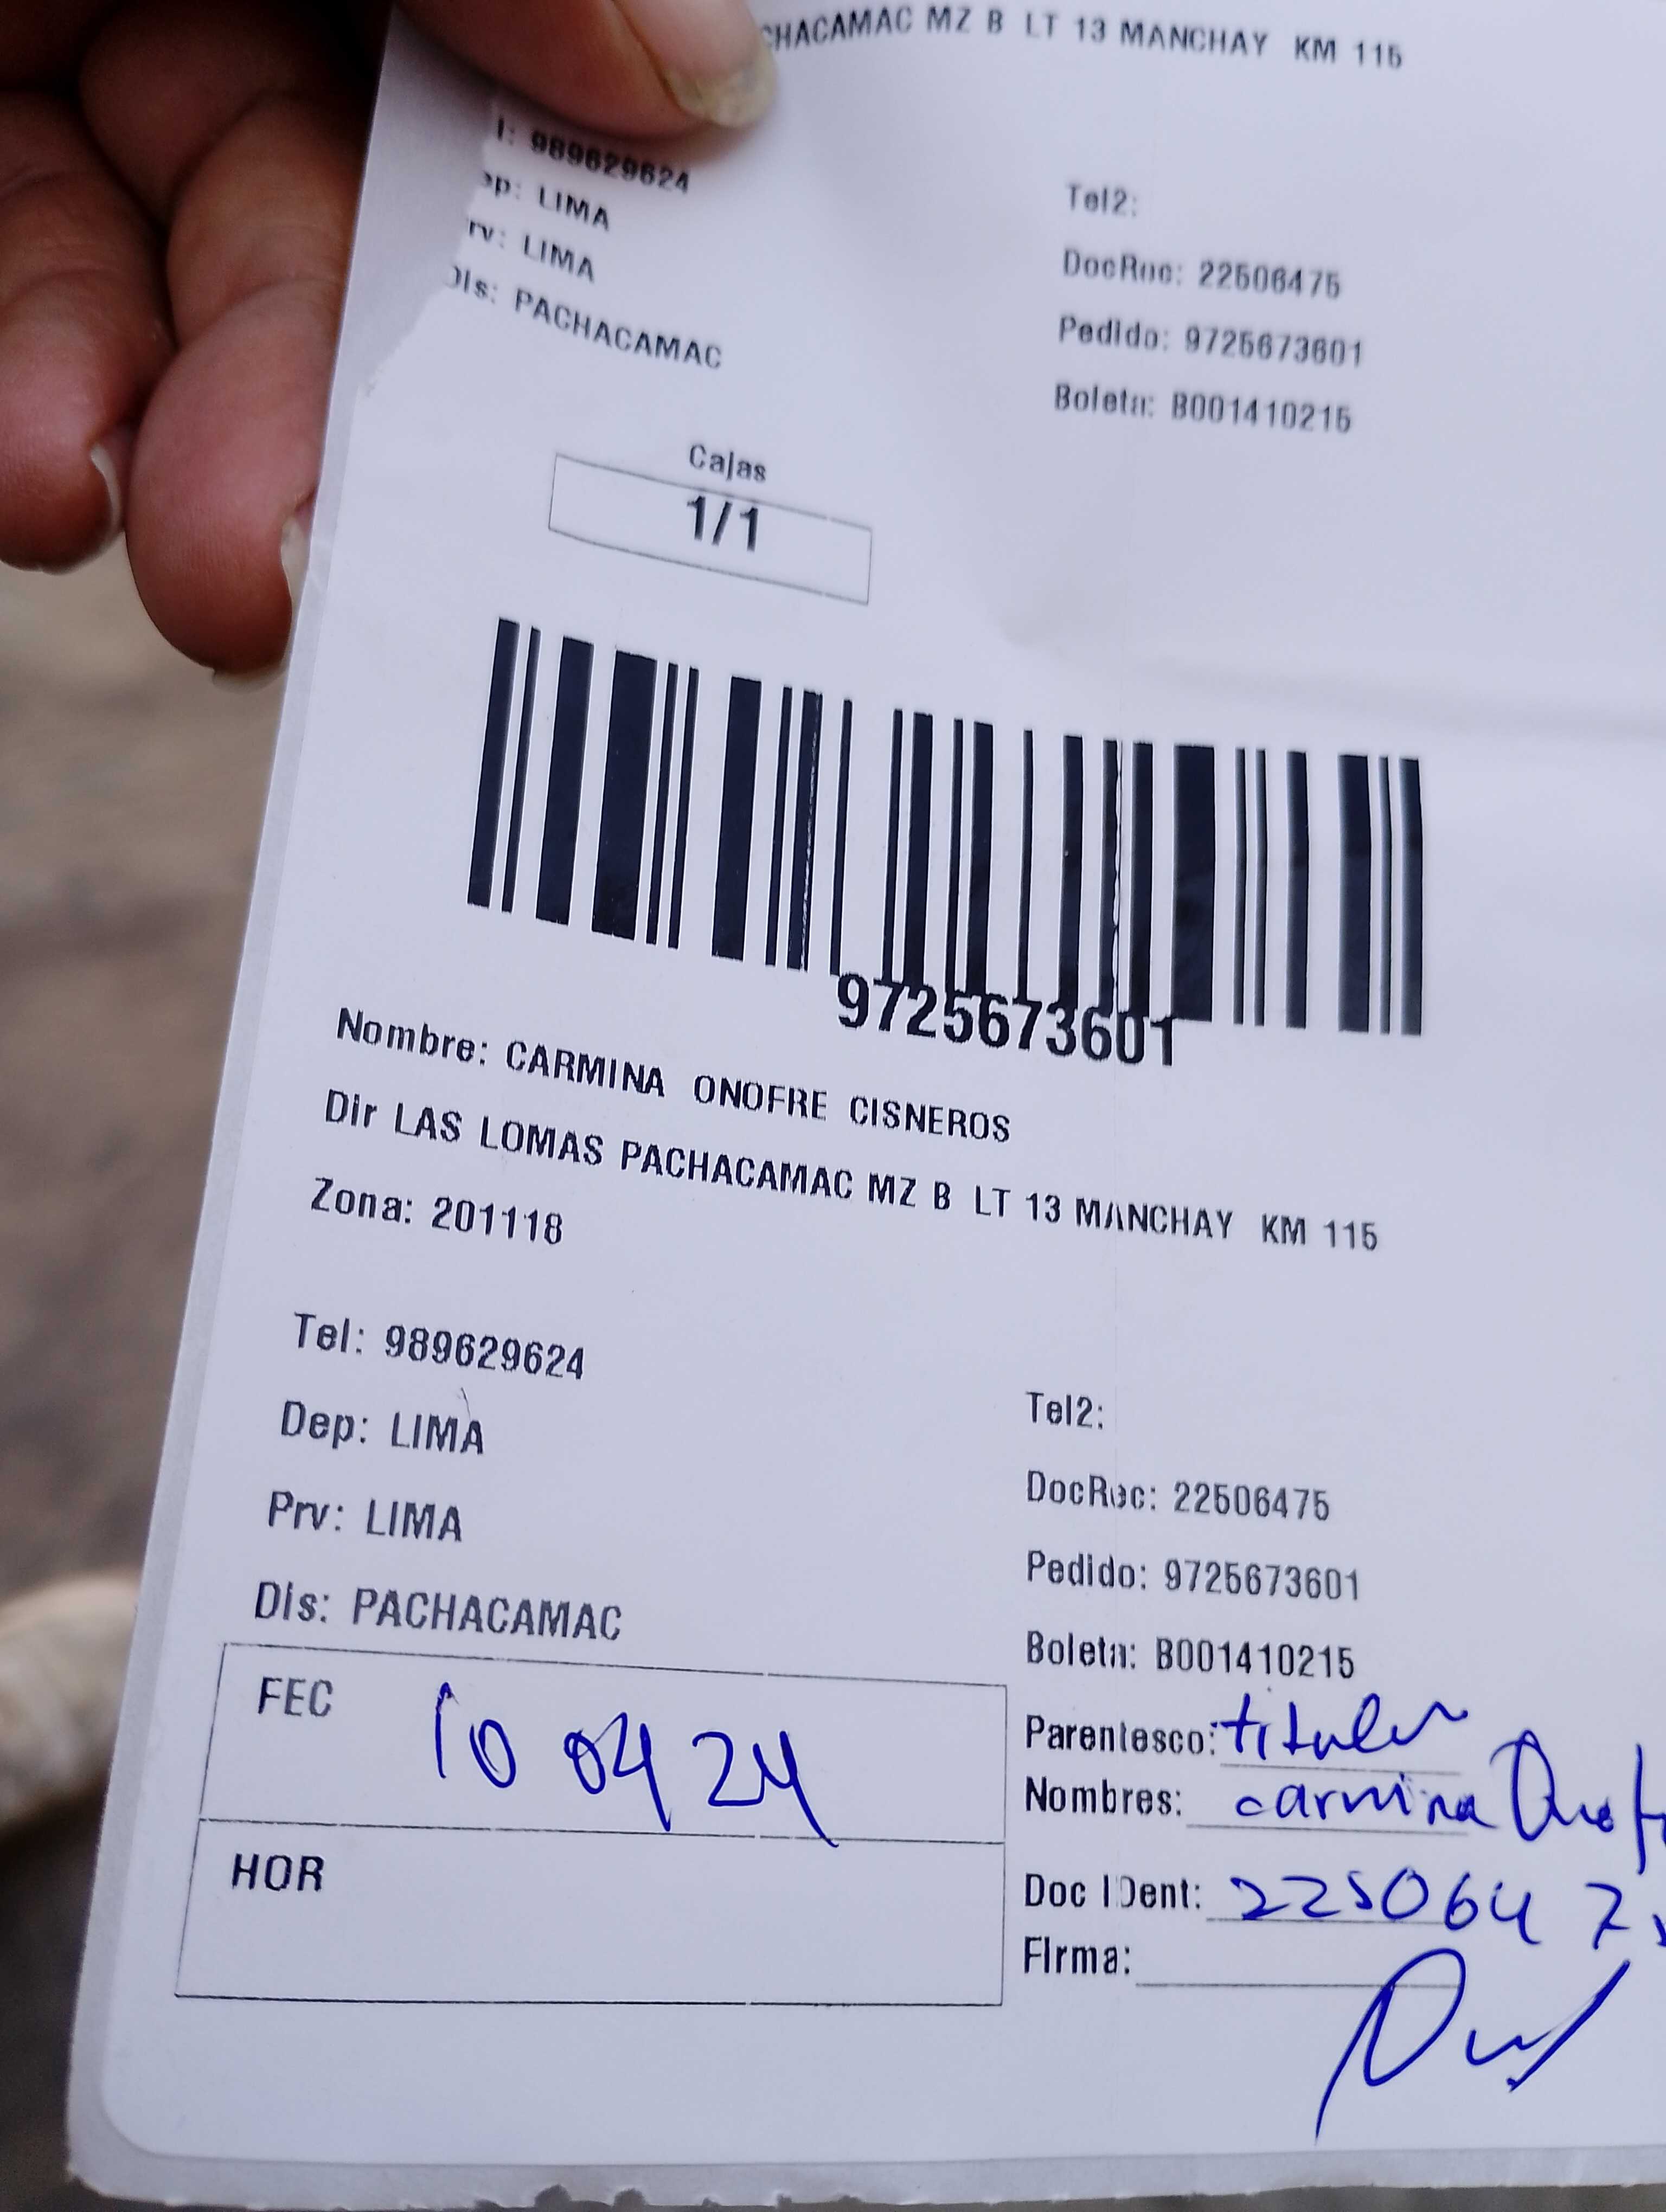 CHACAMAC MZ B LT 13 MANCHAY KM 115
l: 989629624
ep: LIMA
rv: LIMA
Dis: PACHACAMAC
Tel2:
DocRec: 22506475
Pedido: 9725673601
Boleta: B001410215
Cajas
1/1
9725673601
Nombre: CARMINA ONOFRE CISNEROS
Dir LAS LOMAS PACHACAMAC MZ B LT 13 MANCHAY KM 115
Zona: 201118
Tel: 989629624
Dep: LIMA
Prv: LIMA
Dis: PACHACAMAC
Tel2:
DocRec: 22506475
Pedido: 9725673601
Boleta: B001410215
FEC 10 04 24
HOR
Parentesco: titular
Nombres: carmina Onof
Doc IDent: 2250647
Firma: